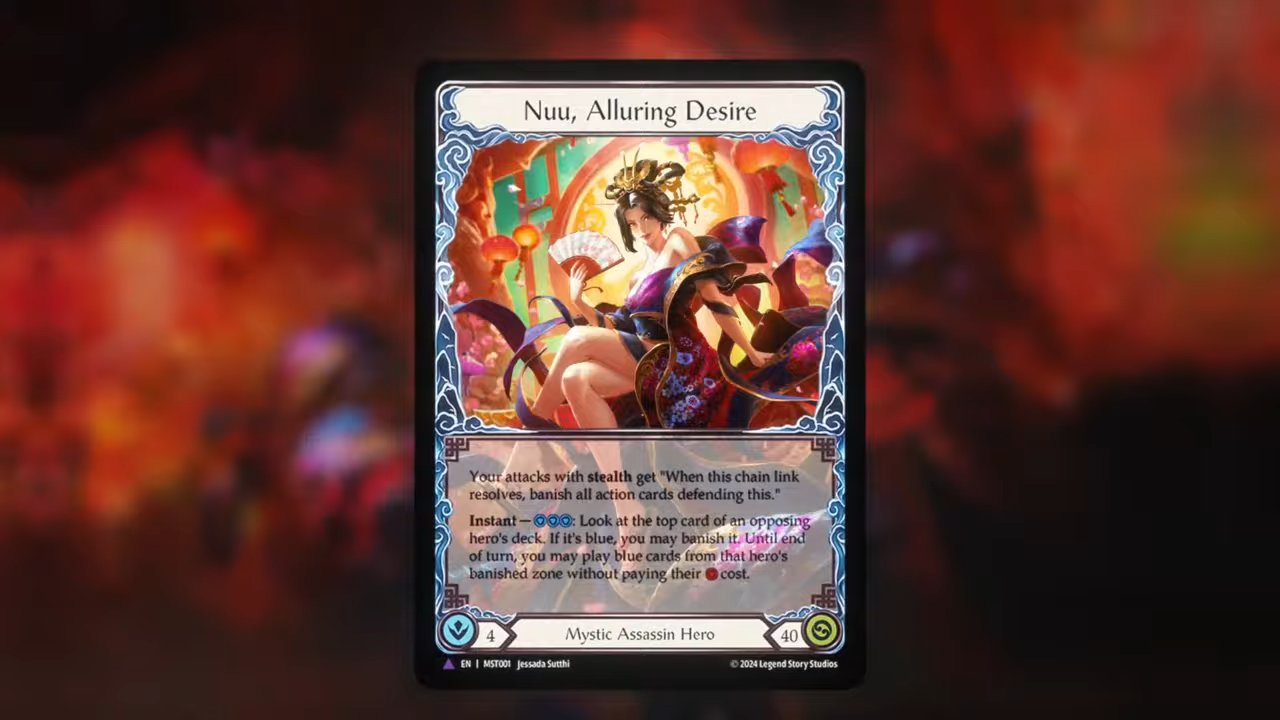 Nuu, Alluring Desire
Your attacks with stealth get "When this chain link
resolves, banish all action cards defending this."
Instant — : Look at the top card of an opposing
hero's deck. If it's blue, you may banish it. Until end
of turn, you may play blue cards from that hero's
banished zone without paying their cost.
4
Mystic Assassin Hero
40
EN | MST001 Jessada Sutthi
© 2024 Legend Story Studios